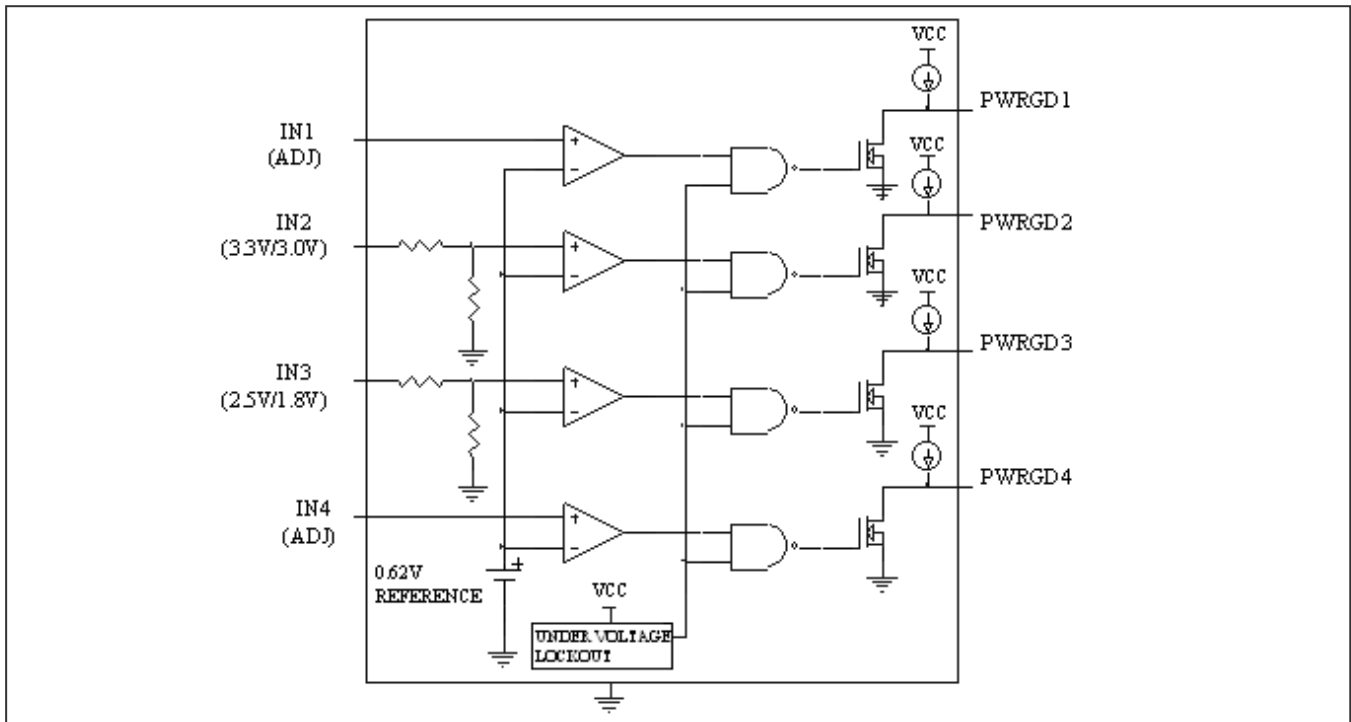 VCC
PWRGD1
IN1
(ADJ)
+
−
VCC
IN2
(3.3V/3.0V)
+
−
PWRGD2
VCC
IN3
(2.5V/1.8V)
+
−
PWRGD3
VCC
IN4
(ADJ)
+
−
PWRGD4
+
0.62V
REFERENCE
VCC
UNDER VOLTAGE
LOCKOUT